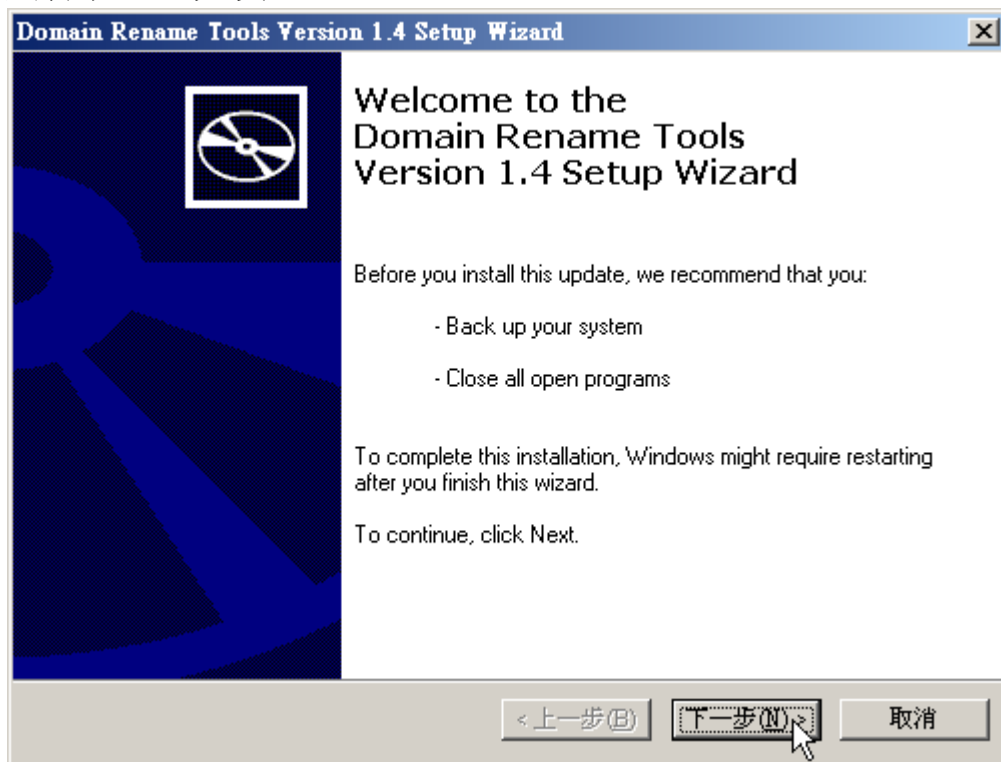 Domain Rename Tools Version 1.4 Setup Wizard
Welcome to the
Domain Rename Tools
Version 1.4 Setup Wizard
Before you install this update, we recommend that you:
- Back up your system
- Close all open programs
To complete this installation, Windows might require restarting
after you finish this wizard.
To continue, click Next.
<上一步(B) 下一步(N)> 取消